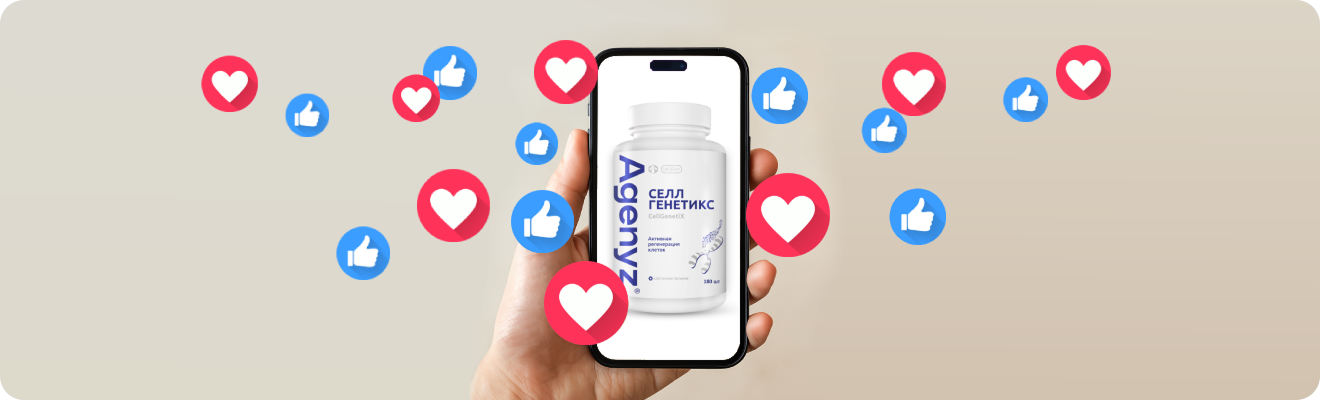 Agenyz
СЕЛЛ
ГЕНЕТИКС
CellGenetiX
Активная
регенерация
клеток
180 шт